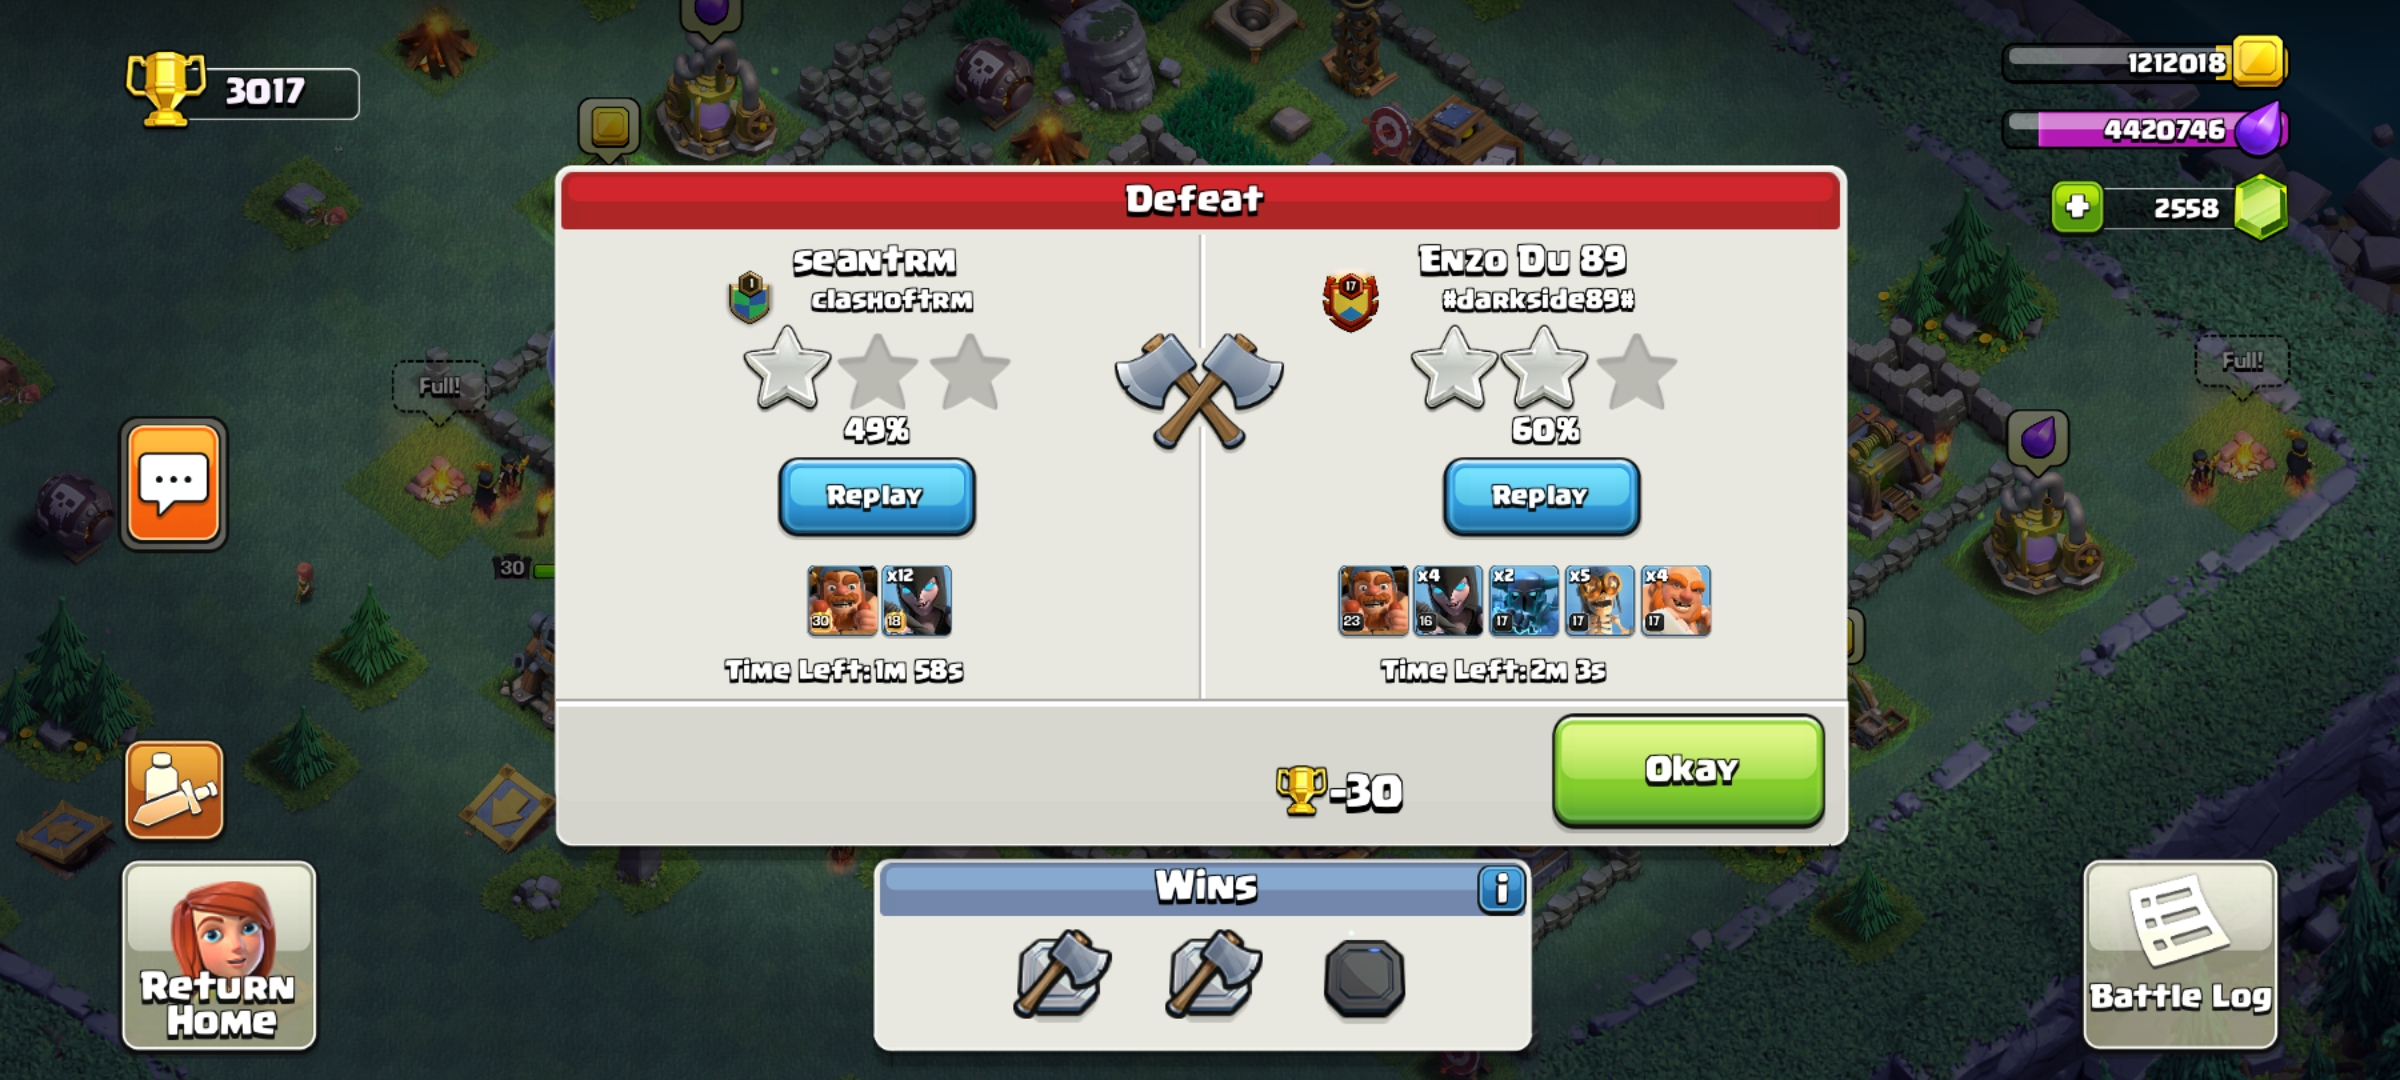 3017
1212018
4420746
2558
Defeat
seantrm
clashoftrm
49%
Replay
30
x12
18
Time Left:1m 58s
Enzo Du 89
#darkside89#
60%
Replay
23
x4
16
x2
17
x5
17
x4
17
Time Left:2m 3s
-30
Okay
Wins
i
1
17
Full!
Full!
30
Return
Home
Battle Log